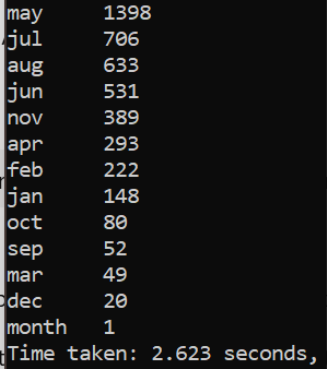 may 1398
jul 706
aug 633
jun 531
nov 389
apr 293
feb 222
jan 148
oct 80
sep 52
mar 49
dec 20
month 1
Time taken: 2.623 seconds,